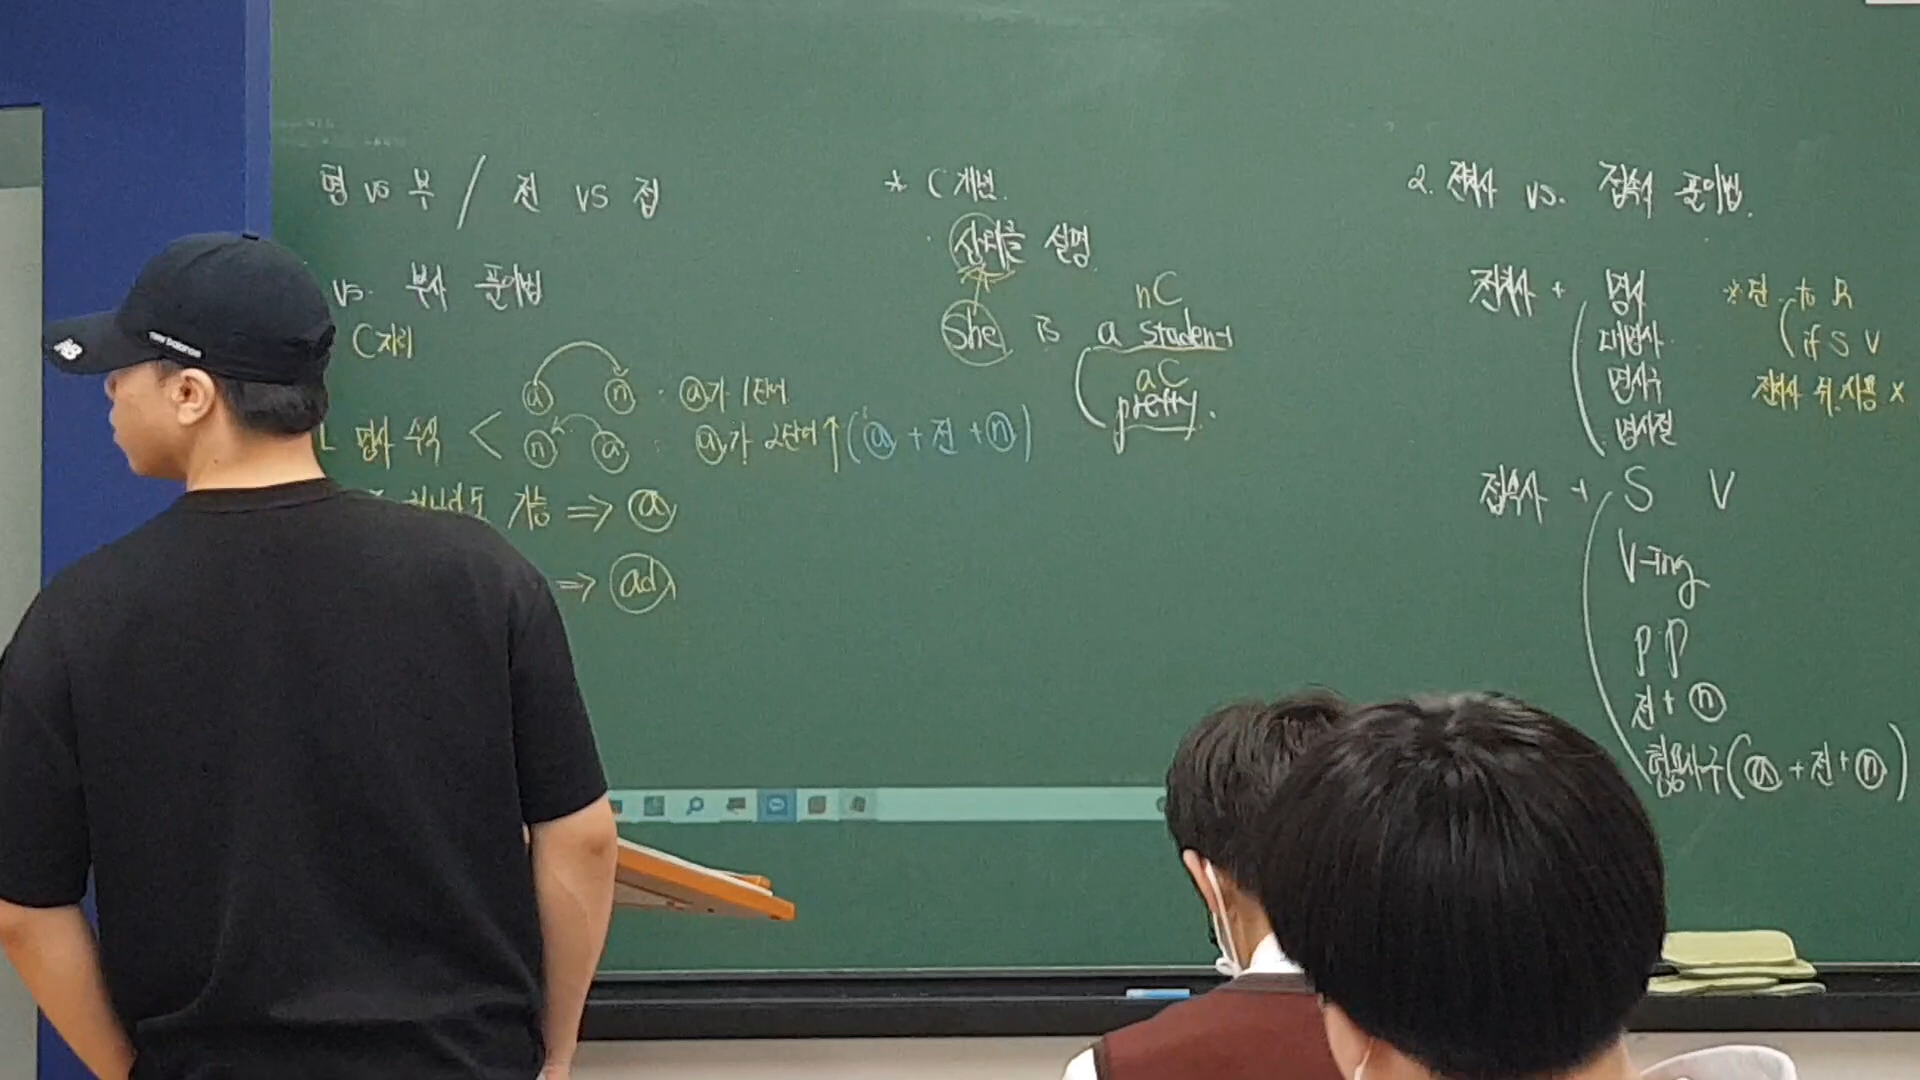 형 vs 부 / 전 vs 접
vs. 부사 풀이법
C자리
명사 수식 < ⓐ ⓝ · ⓐ가 1단어
ⓝ ⓐ : ⓐ가 2단어↑(ⓐ + 전 + ⓝ)
가능 ⇒ ⓐ
⇒ ad
* C 개념.
· 상태를 설명
nC
She is a student
aC
pretty.
2. 전치사 vs. 접속사 풀이법.
전치사 + 명사
대명사
명사구
명사절
*단 to R
if S V
전치사 뒤 사용 x
접속사 + S V
V-ing
p.p
전 + ⓝ
형용사구(ⓐ + 전 + ⓝ)
new balance